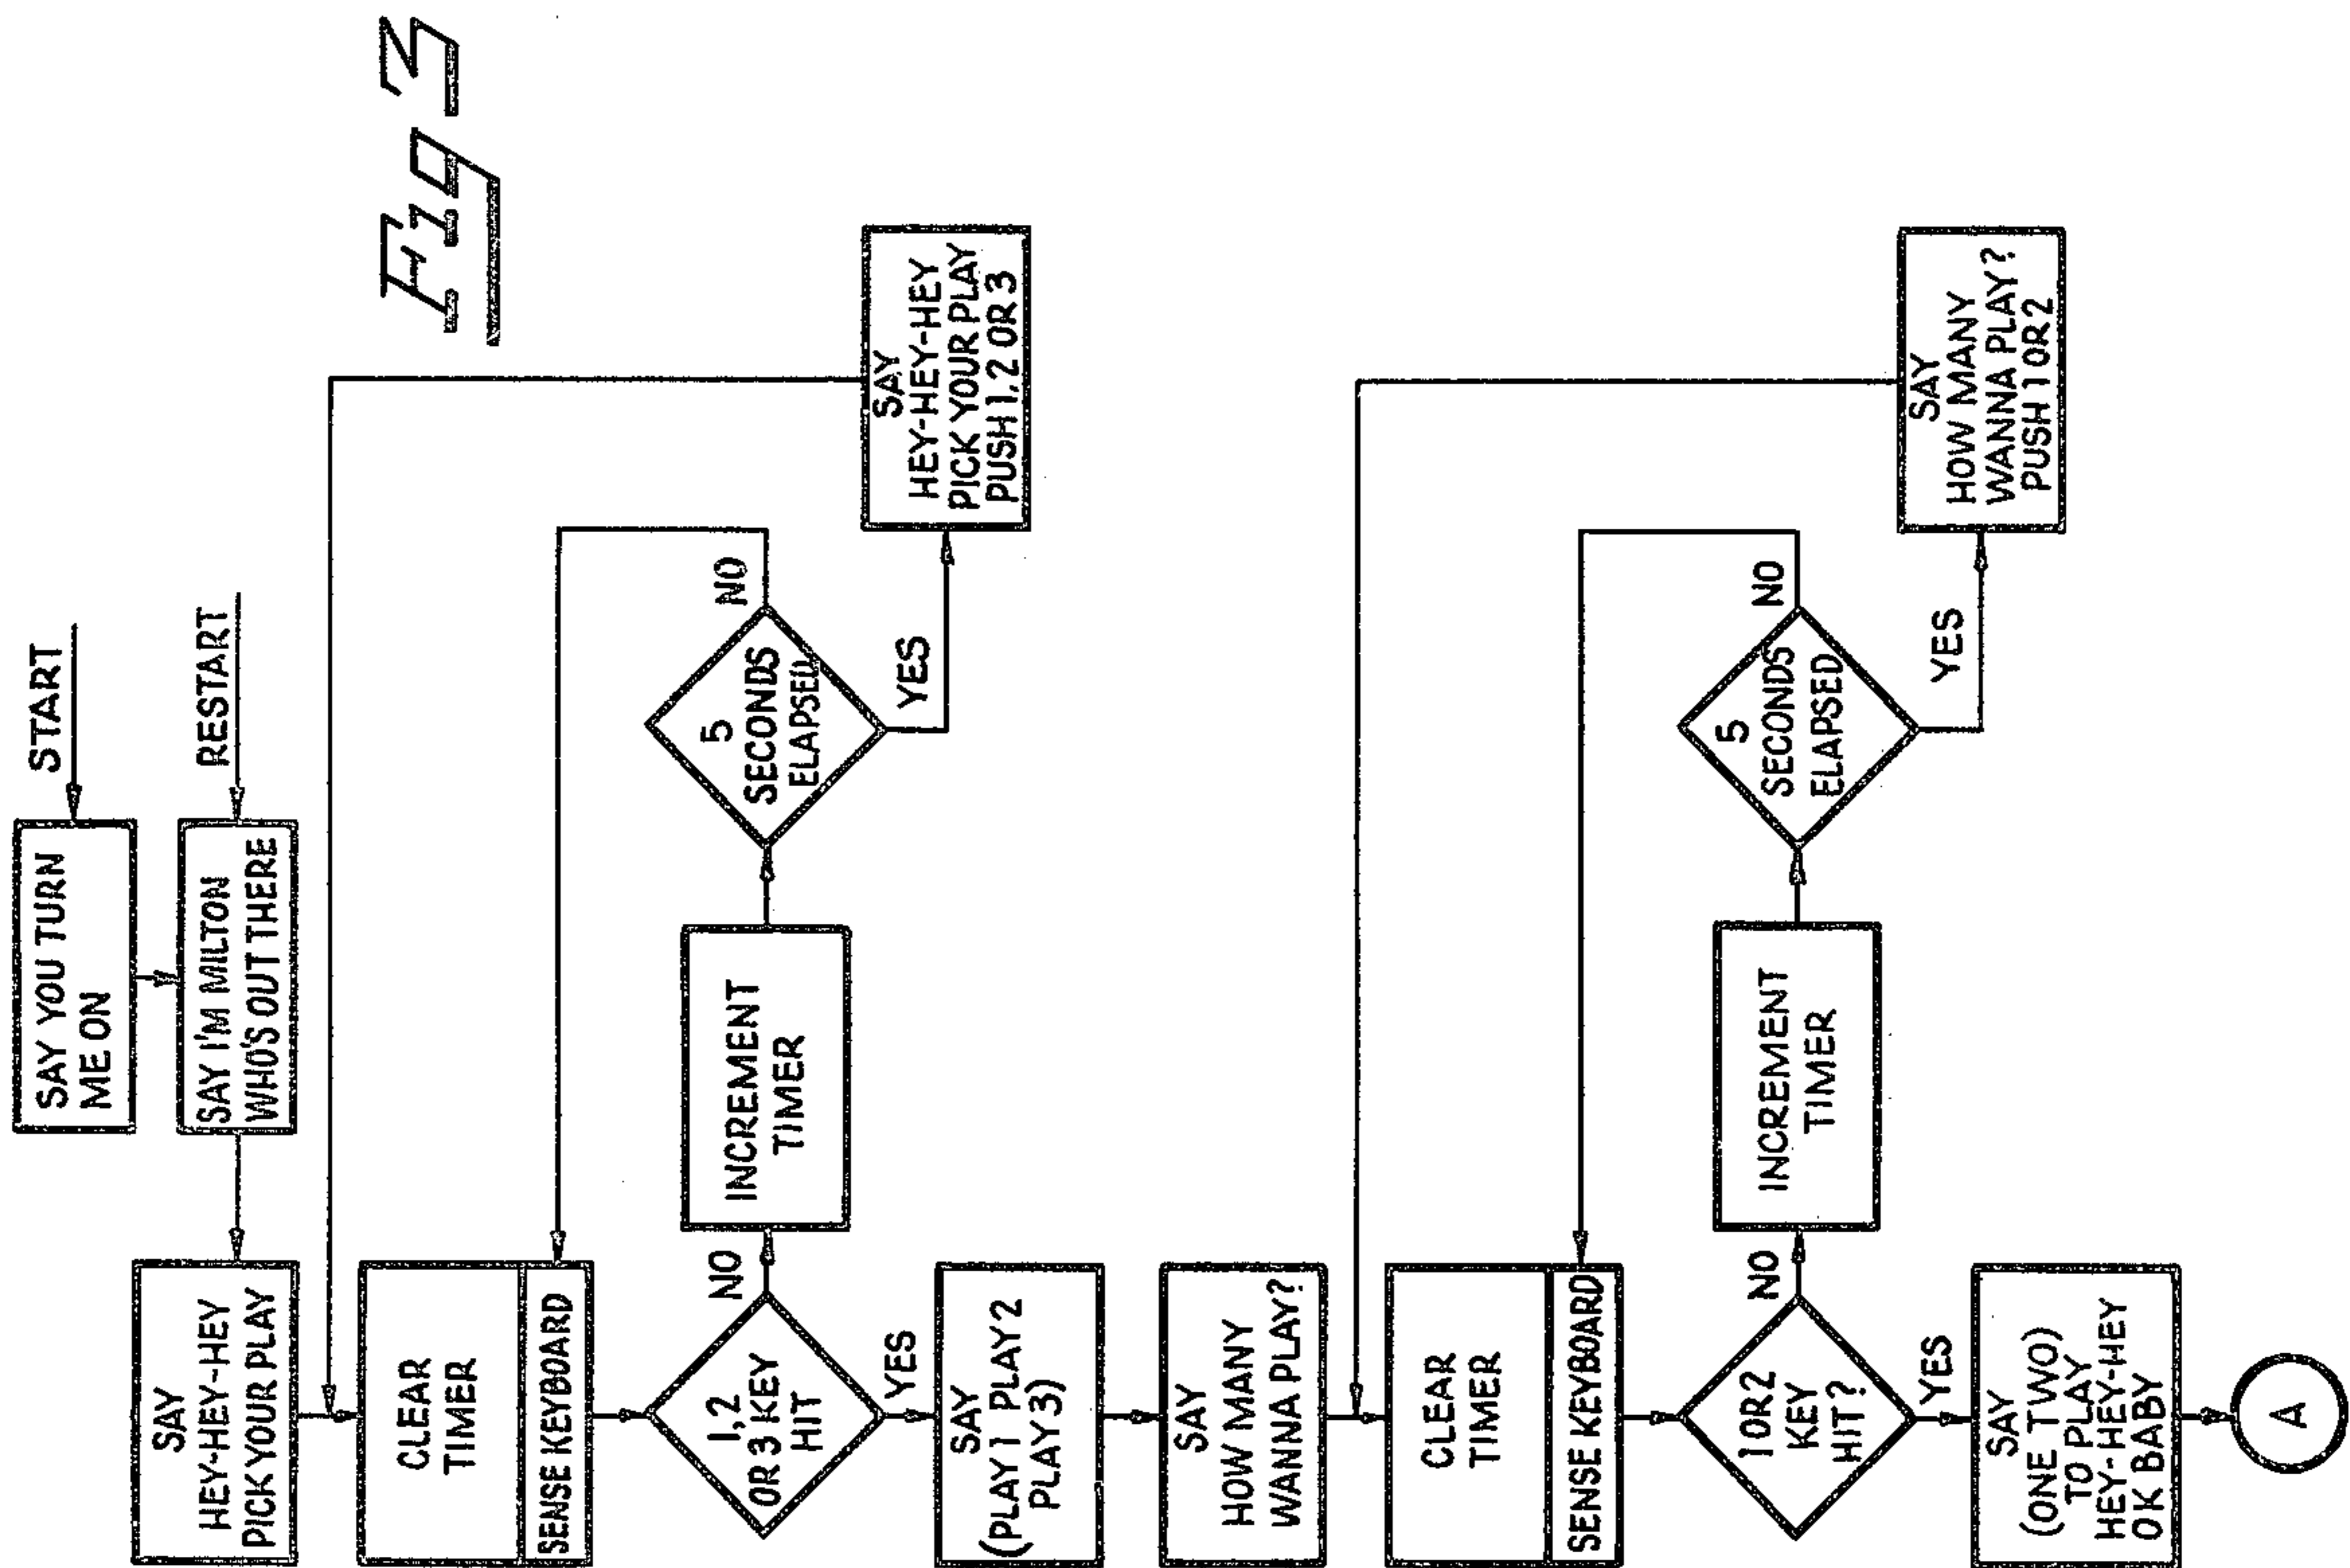 Fig 3
START
SAY YOU TURN
ME ON
RESTART
SAY I'M MILTON
WHO'S OUT THERE
SAY
HEY-HEY-HEY
PICK YOUR PLAY
CLEAR
TIMER
SENSE KEYBOARD
1,2
OR 3 KEY
HIT
NO
INCREMENT
TIMER
5
SECONDS
ELAPSED
NO
YES
SAY
HEY-HEY-HEY
PICK YOUR PLAY
PUSH 1,2 OR 3
YES
SAY
(PLAY 1 PLAY 2
PLAY 3)
SAY
HOW MANY
WANNA PLAY?
CLEAR
TIMER
SENSE KEYBOARD
1 OR 2
KEY
HIT?
NO
INCREMENT
TIMER
5
SECONDS
ELAPSED
NO
YES
SAY
HOW MANY
WANNA PLAY?
PUSH 1 OR 2
YES
SAY
(ONE TWO)
TO PLAY
HEY-HEY-HEY
OK BABY
A